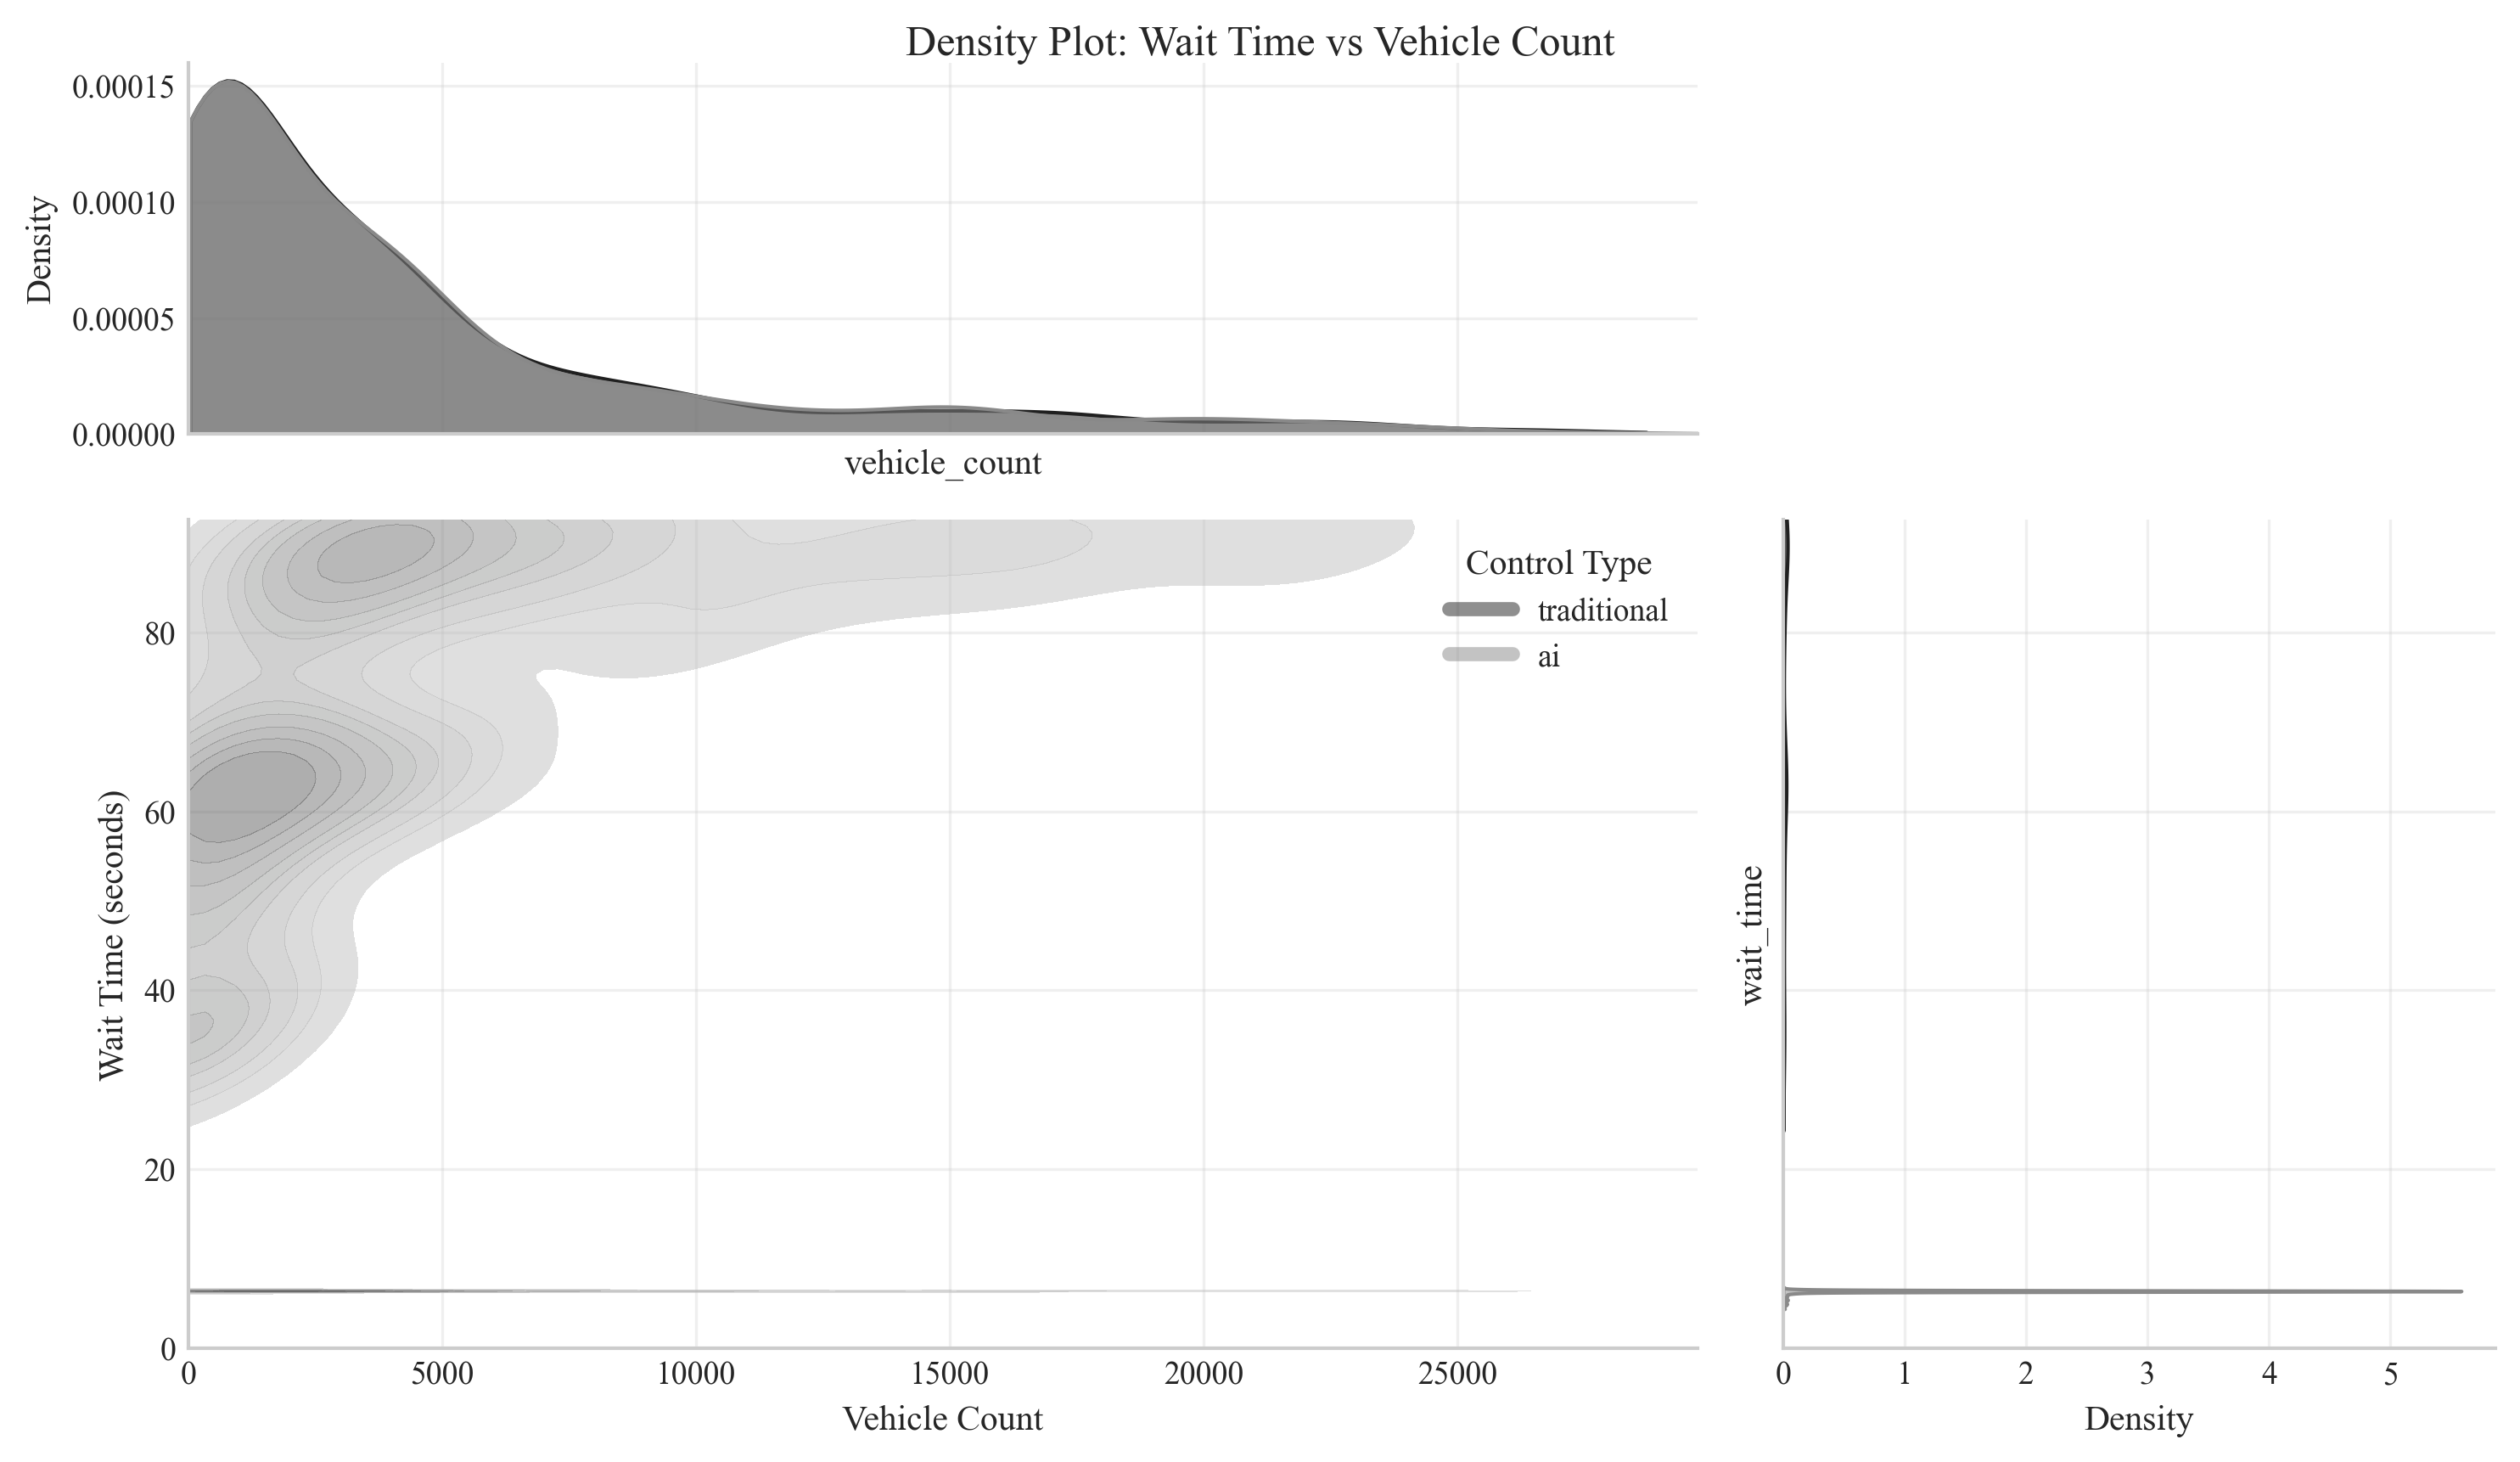 Density Plot: Wait Time vs Vehicle Count
0.00015
0.00010
0.00005
0.00000
Density
vehicle_count
Control Type
traditional
ai
80
60
40
20
0
Wait Time (seconds)
0 5000 10000 15000 20000 25000
Vehicle Count
wait_time
0 1 2 3 4 5
Density